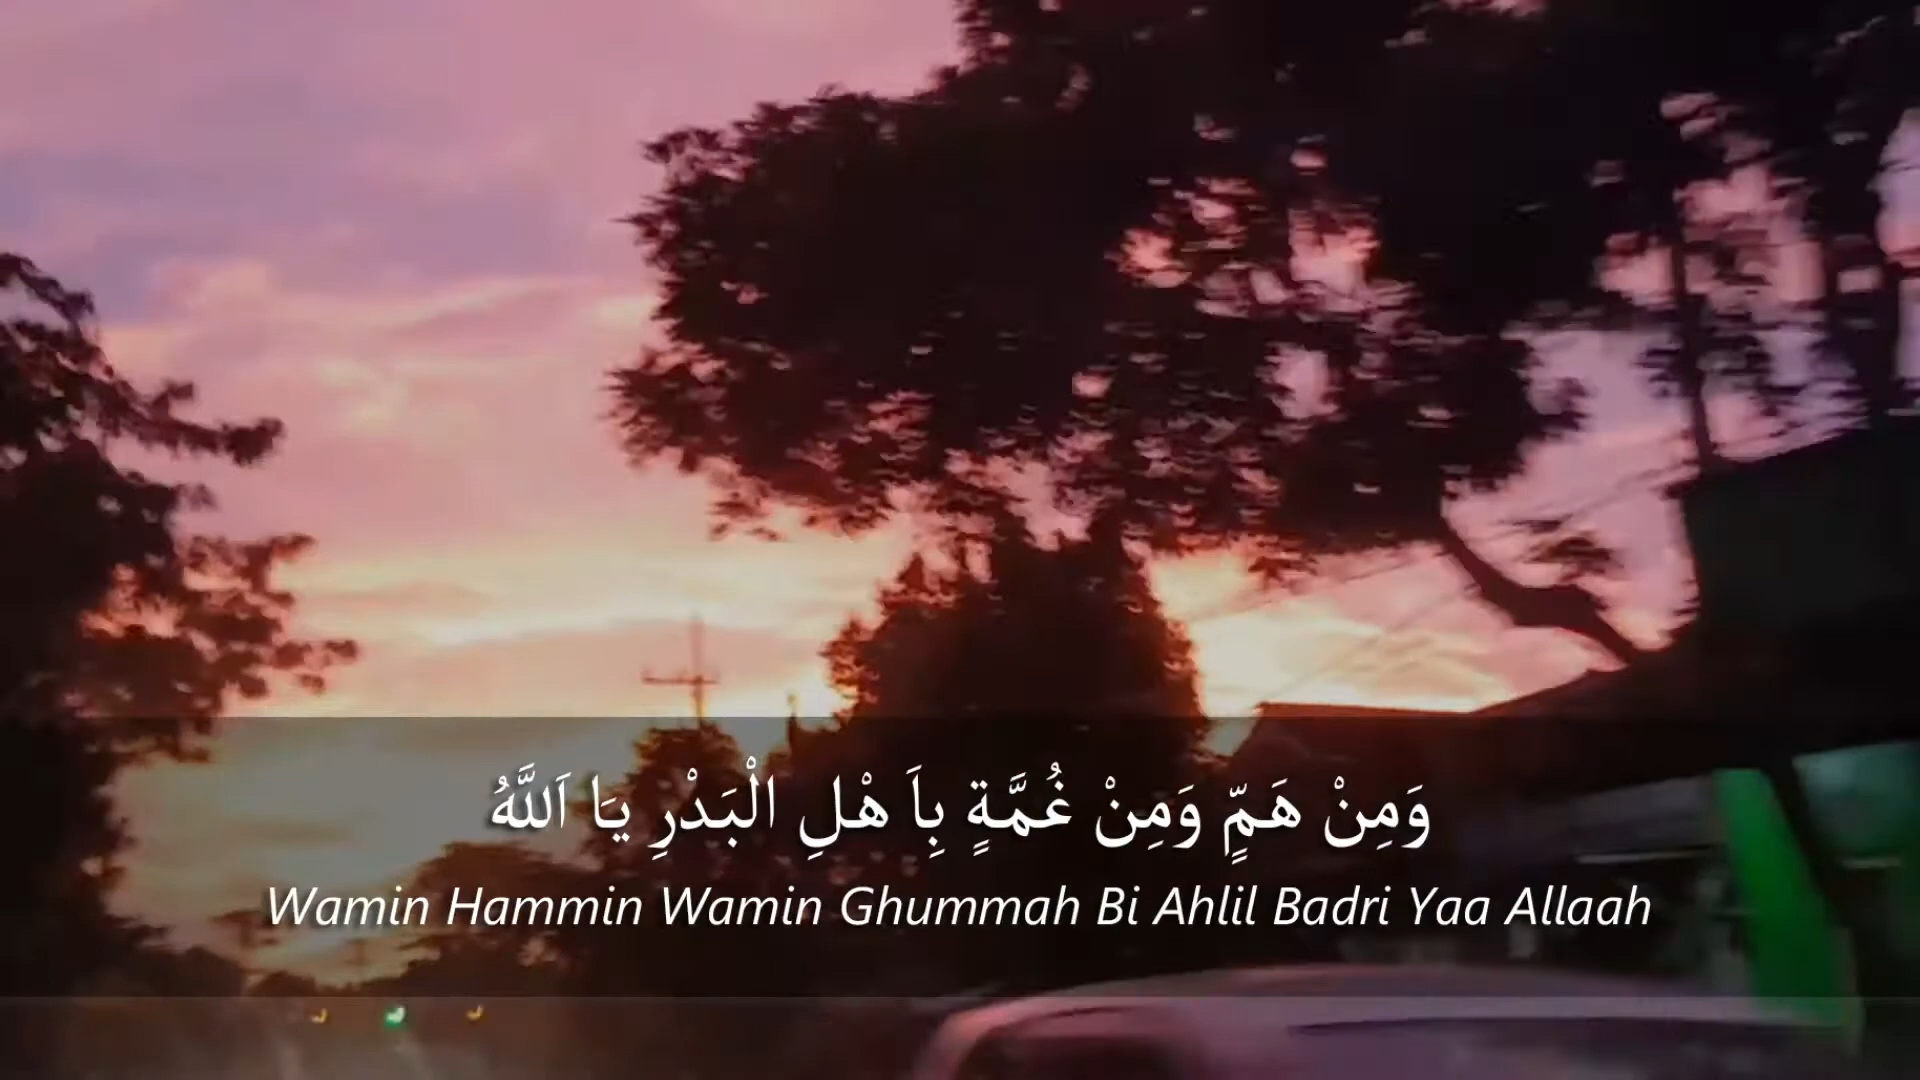 وَمِنْ هَمٍّ وَمِنْ غُمَّةٍ بِاَ هْلِ الْبَدْرِ يَا اَللَّهُ
Wamin Hammin Wamin Ghummah Bi Ahlil Badri Yaa Allaah